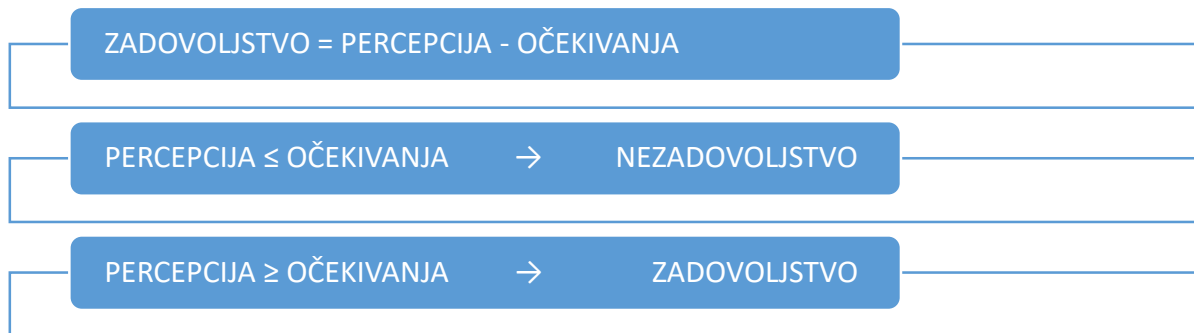 ZADOVOLJSTVO = PERCEPCIJA - OČEKIVANJA
PERCEPCIJA ≤ OČEKIVANJA → NEZADOVOLJSTVO
PERCEPCIJA ≥ OČEKIVANJA → ZADOVOLJSTVO